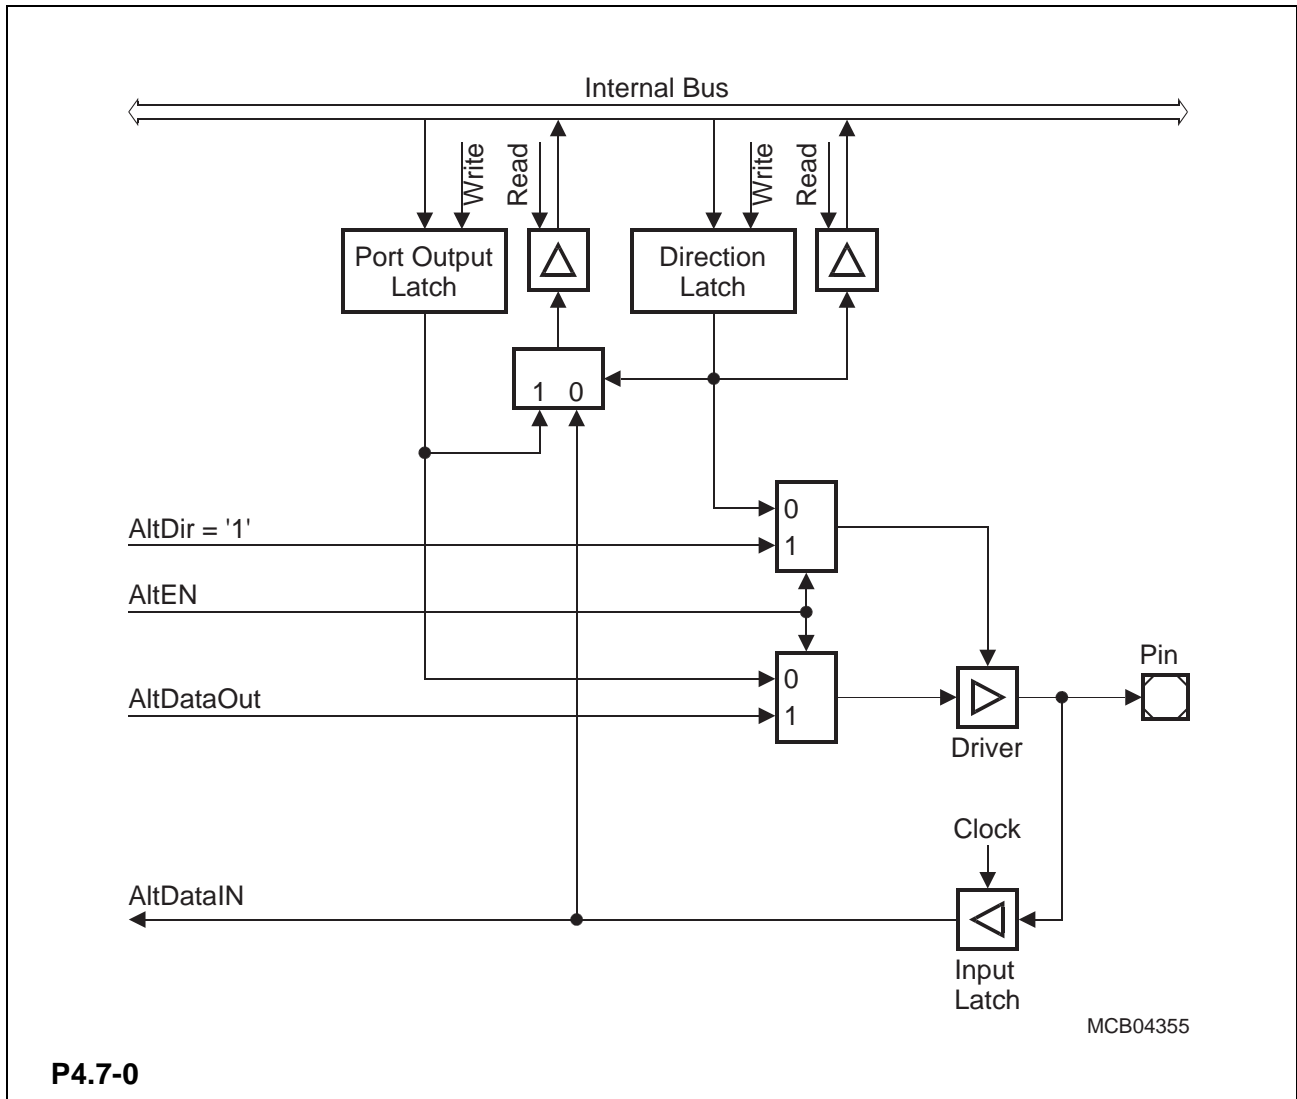 Internal Bus
Write
Read
Write
Read
Port Output
Latch
Direction
Latch
1 0
0
1
AltDir = '1'
AltEN
0
1
AltDataOut
Pin
Driver
Clock
AltDataIN
Input
Latch
MCB04355
P4.7-0